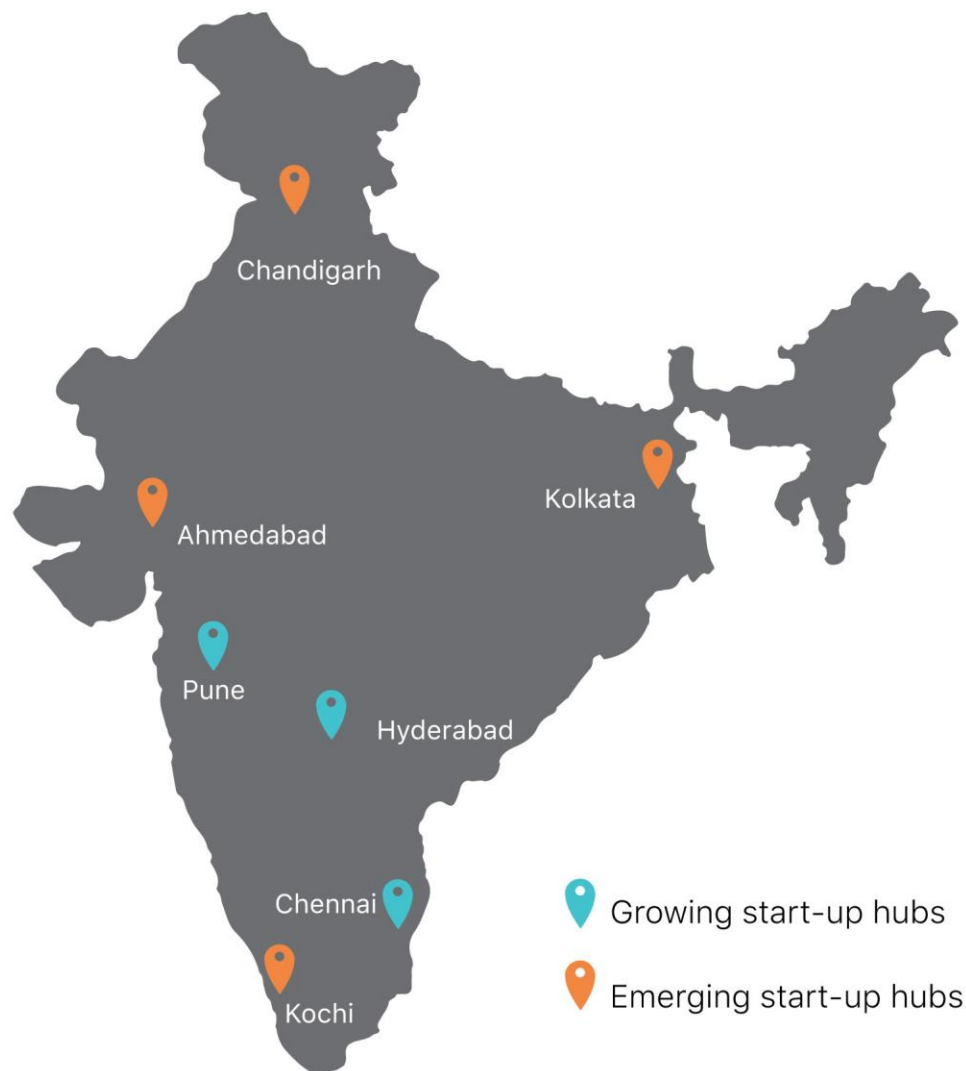 Chandigarh
Kolkata
Ahmedabad
Pune
Hyderabad
Chennai
Growing start-up hubs
Emerging start-up hubs
Kochi